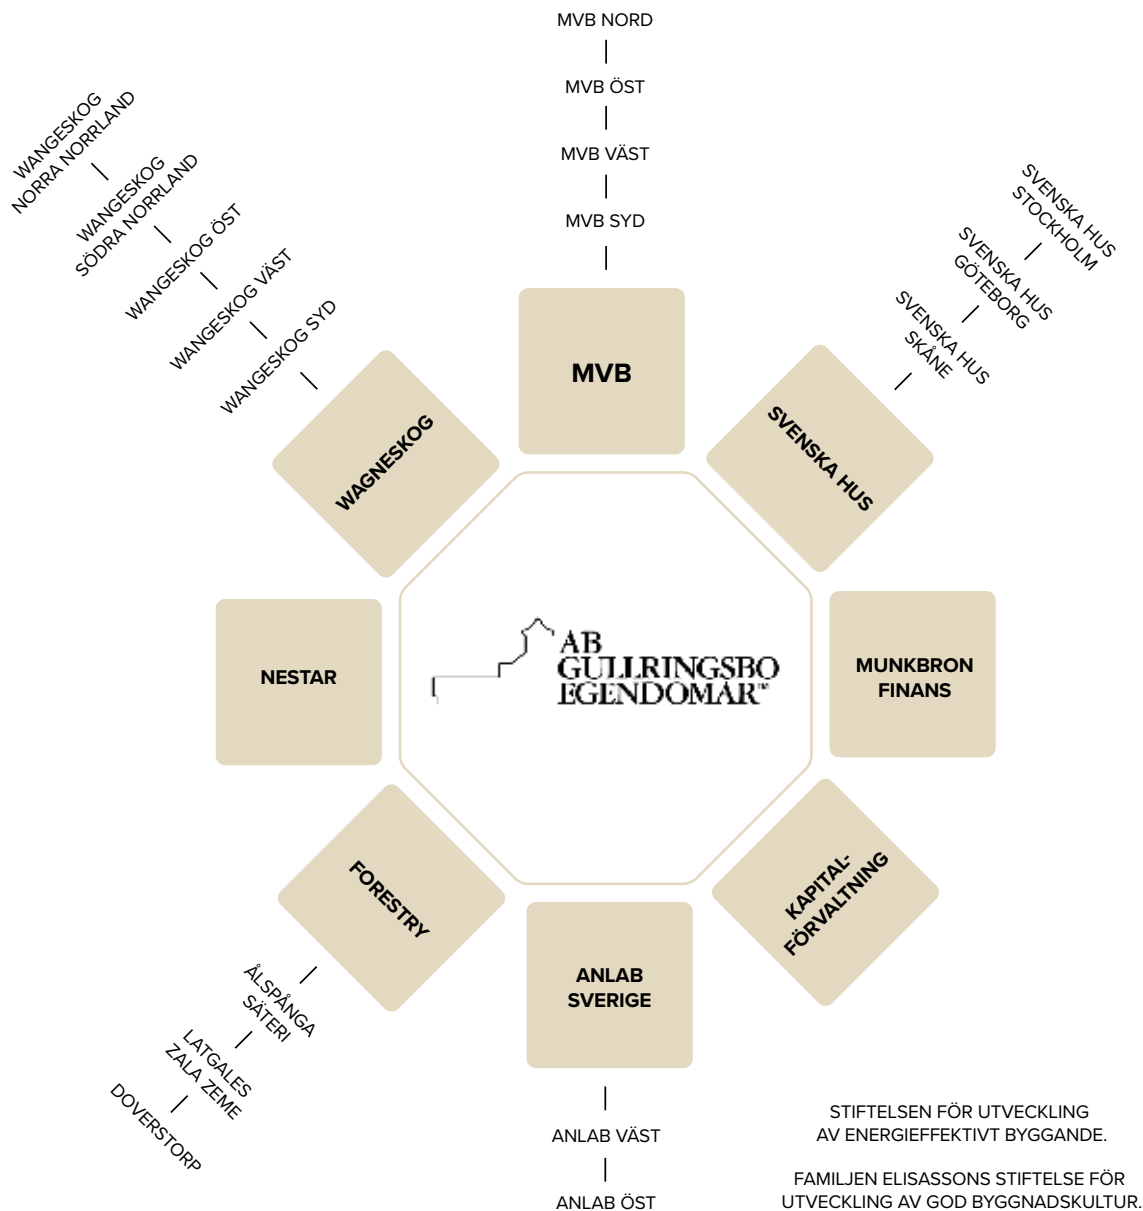 MVB NORD
MVB ÖST
MVB VÄST
MVB SYD
MVB
WANGESKOG
NORRA NORRLAND
WANGESKOG
SÖDRA NORRLAND
WANGESKOG ÖST
WANGESKOG VÄST
WANGESKOG SYD
WAGNESKOG
SVENSKA HUS
STOCKHOLM
SVENSKA HUS
GÖTEBORG
SVENSKA HUS
SKÅNE
SVENSKA HUS
NESTAR
AB
GULLRINGSBO
EGENDOMAR™
MUNKBRON
FINANS
FORESTRY
ÅLSPÅNGA
SÄTERI
LATGALES
ZALA ZEME
DOVERSTORP
ANLAB
SVERIGE
ANLAB VÄST
ANLAB ÖST
KAPITAL-
FÖRVALTNING
STIFTELSEN FÖR UTVECKLING
AV ENERGIEFFEKTIVT BYGGANDE.
FAMILJEN ELISASSONS STIFTELSE FÖR
UTVECKLING AV GOD BYGGNADSKULTUR.